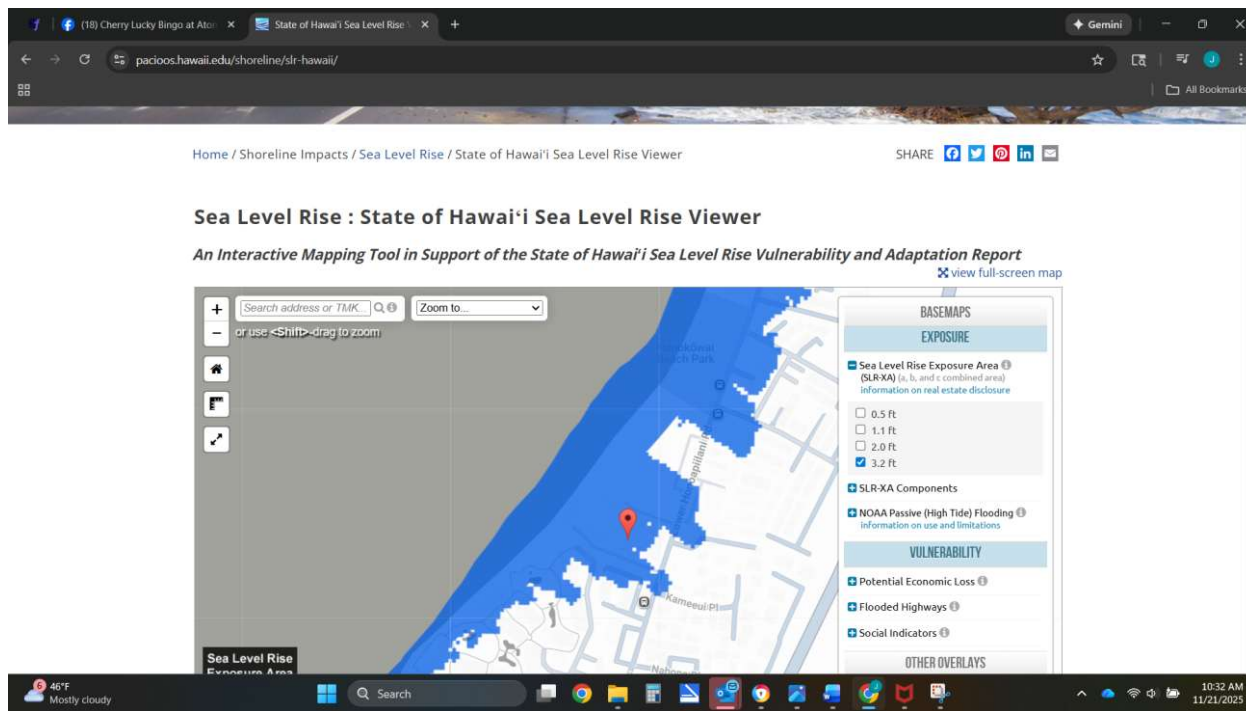 (18) Cherry Lucky Bingo at Ato
State of Hawai'i Sea Level Rise
Gemini
pacioos.hawaii.edu/shoreline/slr-hawaii/
All Bookmarks
Home / Shoreline Impacts / Sea Level Rise / State of Hawaiʻi Sea Level Rise Viewer
SHARE
Sea Level Rise : State of Hawaiʻi Sea Level Rise Viewer
An Interactive Mapping Tool in Support of the State of Hawaiʻi Sea Level Rise Vulnerability and Adaptation Report
view full-screen map
+
Search address or TMK...
Zoom to...
−
or use <Shift>-drag to zoom
Beach Park
Kameeui Pl
BASEMAPS
EXPOSURE
Sea Level Rise Exposure Area
(SLR-XA) (a, b, and c combined area)
information on real estate disclosure
0.5 ft
1.1 ft
2.0 ft
3.2 ft
SLR-XA Components
NOAA Passive (High Tide) Flooding
information on use and limitations
VULNERABILITY
Potential Economic Loss
Flooded Highways
Social Indicators
OTHER OVERLAYS
Sea Level Rise
Exposure Area
6
46°F
Mostly cloudy
Search
10:32 AM
11/21/2025